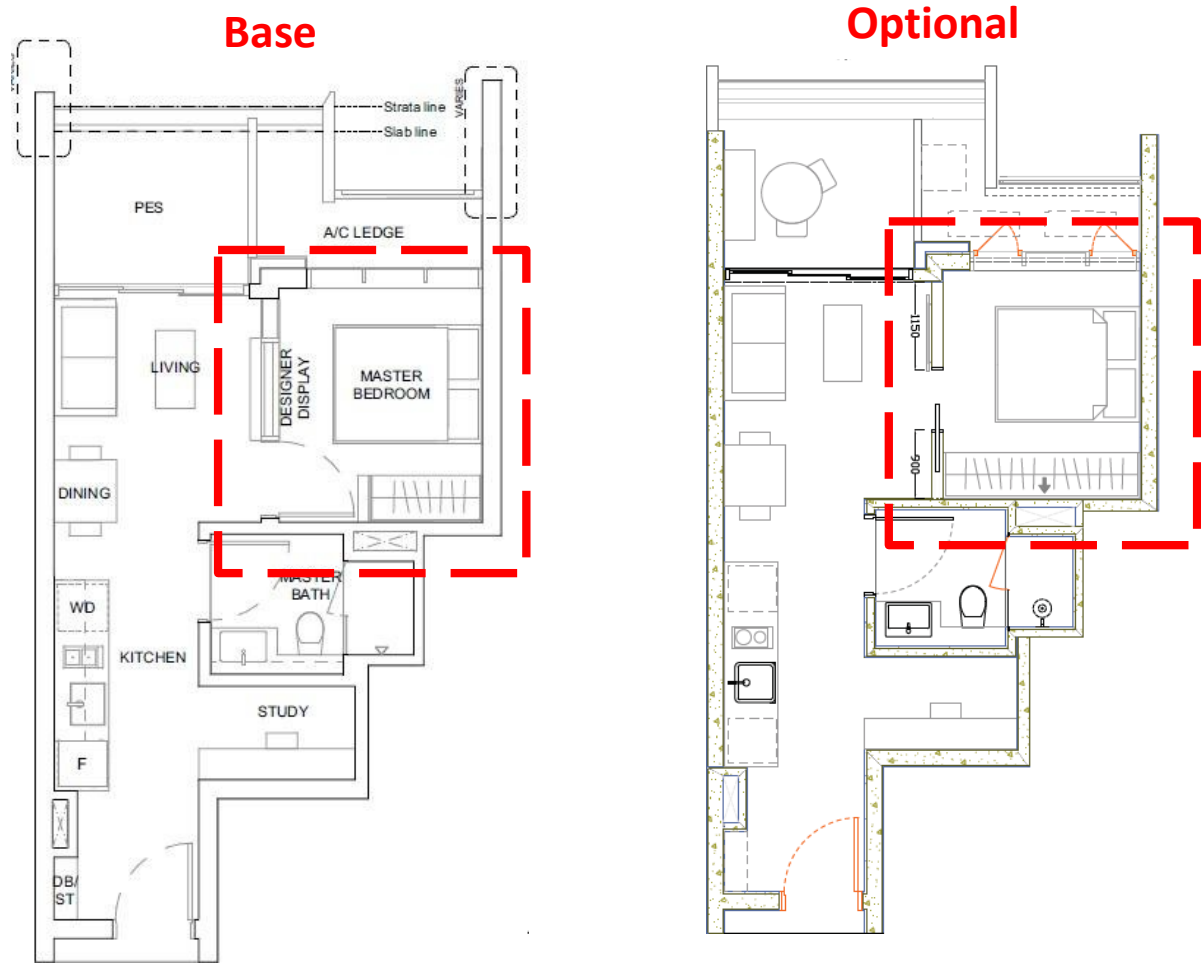 Base
Optional
VARIES
VARIES
Strata line
Slab line
PES
A/C LEDGE
LIVING
DESIGNER
DISPLAY
MASTER
BEDROOM
DINING
MASTER
BATH
WD
KITCHEN
STUDY
F
DB/
ST
1150
900